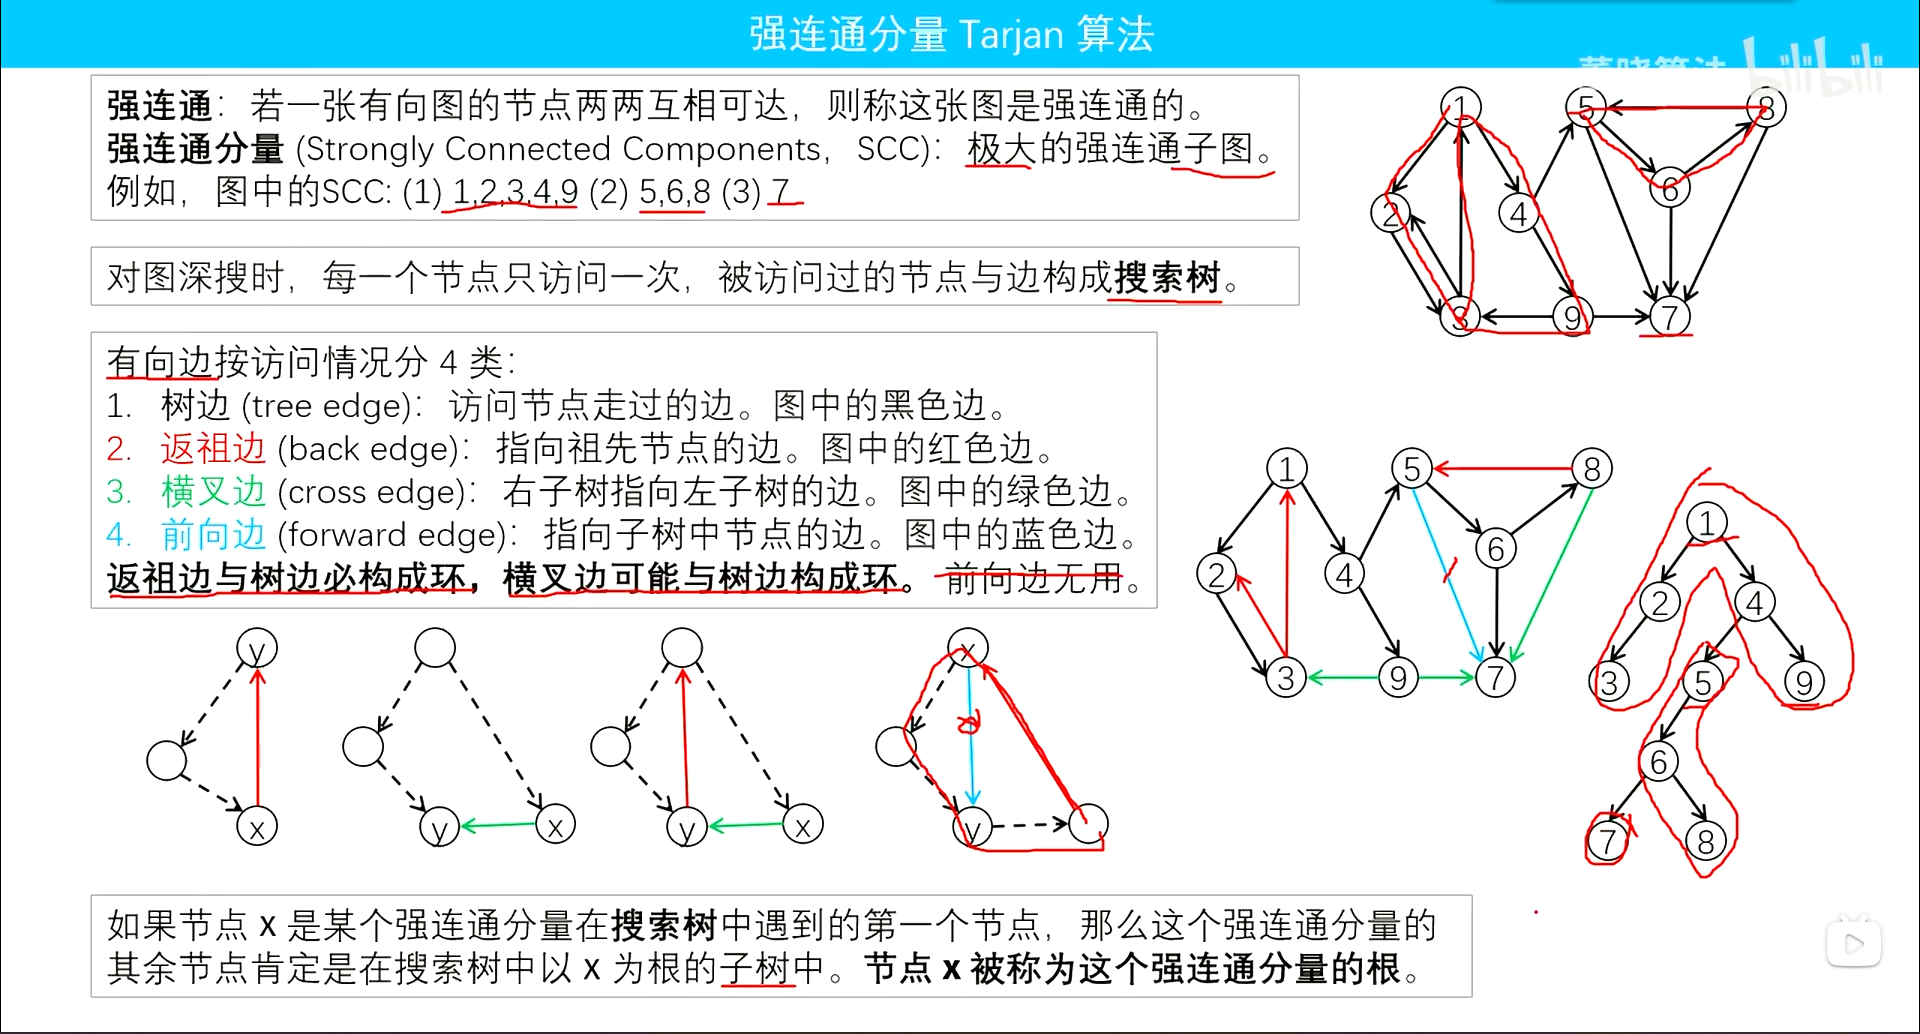 强连通分量 Tarjan 算法
董晓算法 bilibili
强连通：若一张有向图的节点两两互相可达，则称这张图是强连通的。
强连通分量 (Strongly Connected Components，SCC)：极大的强连通子图。
例如，图中的SCC: (1) 1,2,3,4,9 (2) 5,6,8 (3) 7
对图深搜时，每一个节点只访问一次，被访问过的节点与边构成搜索树。
有向边按访问情况分 4 类：
1. 树边 (tree edge)：访问节点走过的边。图中的黑色边。
2. 返祖边 (back edge)：指向祖先节点的边。图中的红色边。
3. 横叉边 (cross edge)：右子树指向左子树的边。图中的绿色边。
4. 前向边 (forward edge)：指向子树中节点的边。图中的蓝色边。
返祖边与树边必构成环，横叉边可能与树边构成环。前向边无用。
1 5 8
6
2 4
3 9 7
1 5 8
6
2 4
3 9 7
1
2 4
3 5 9
6
7 8
y x
y x
y x
x y
如果节点 x 是某个强连通分量在搜索树中遇到的第一个节点，那么这个强连通分量的
其余节点肯定是在搜索树中以 x 为根的子树中。节点 x 被称为这个强连通分量的根。